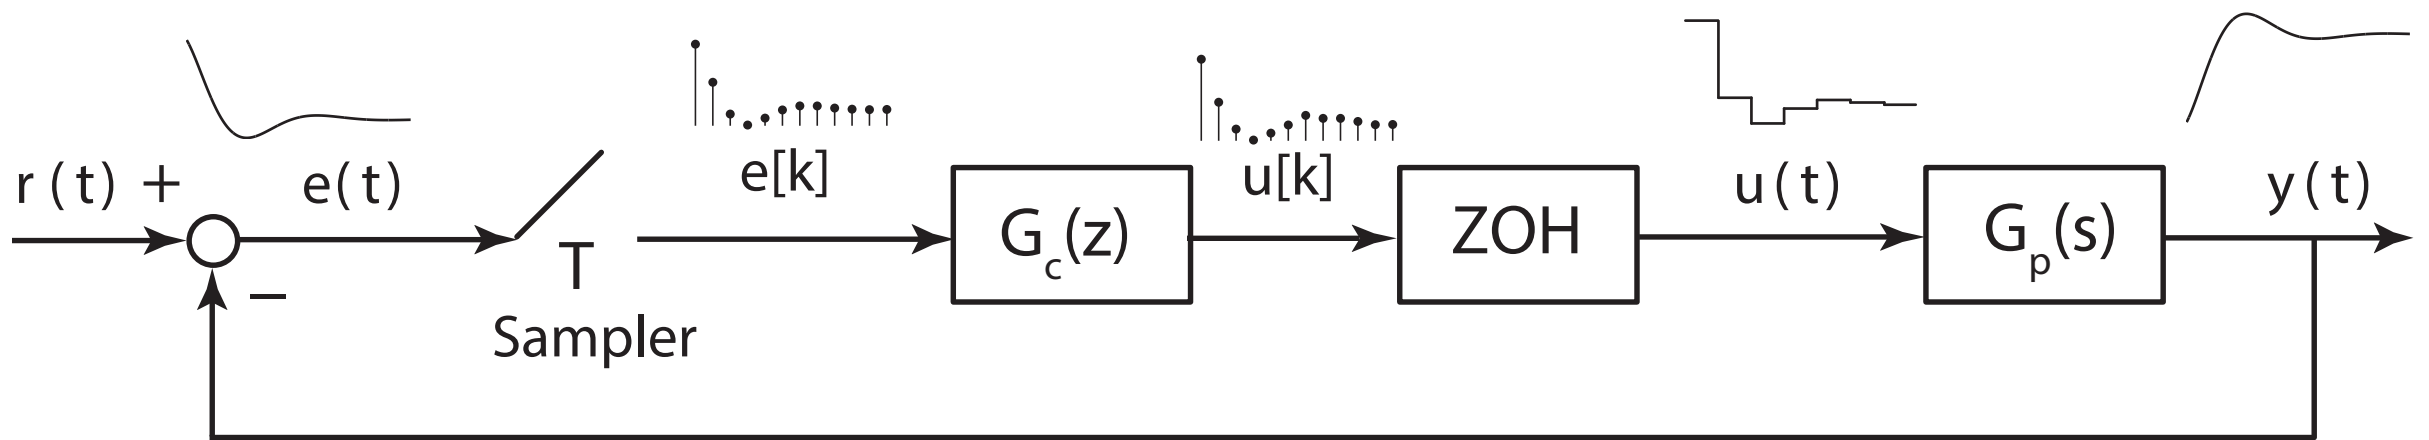 r(t) +
e(t)
e[k]
u[k]
u(t)
y(t)
−
T
Sampler
G_c(z)
ZOH
G_p(s)